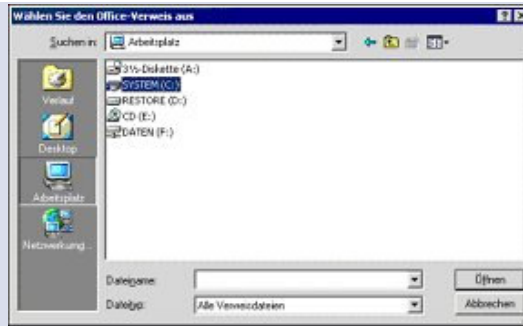 Wählen Sie den Office-Verweis aus
Suchen in: Arbeitsplatz
3½-Diskette (A:)
SYSTEM (C:)
RESTORE (D:)
CD (E:)
DATEN (F:)
Verlauf
Desktop
Arbeitsplatz
Netzwerkumg...
Dateiname:
Öffnen
Dateityp: Alle Verweisdateien
Abbrechen